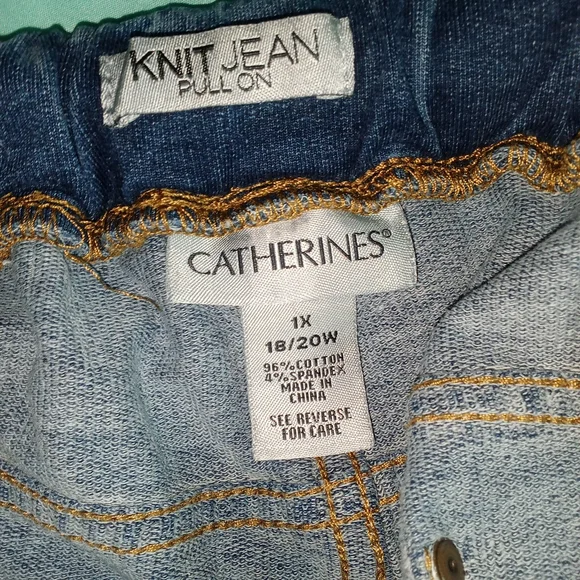 KNIT JEAN
PULL ON
CATHERINES®
1X
18/20W
96%COTTON
4%SPANDEX
MADE IN
CHINA
SEE REVERSE
FOR CARE